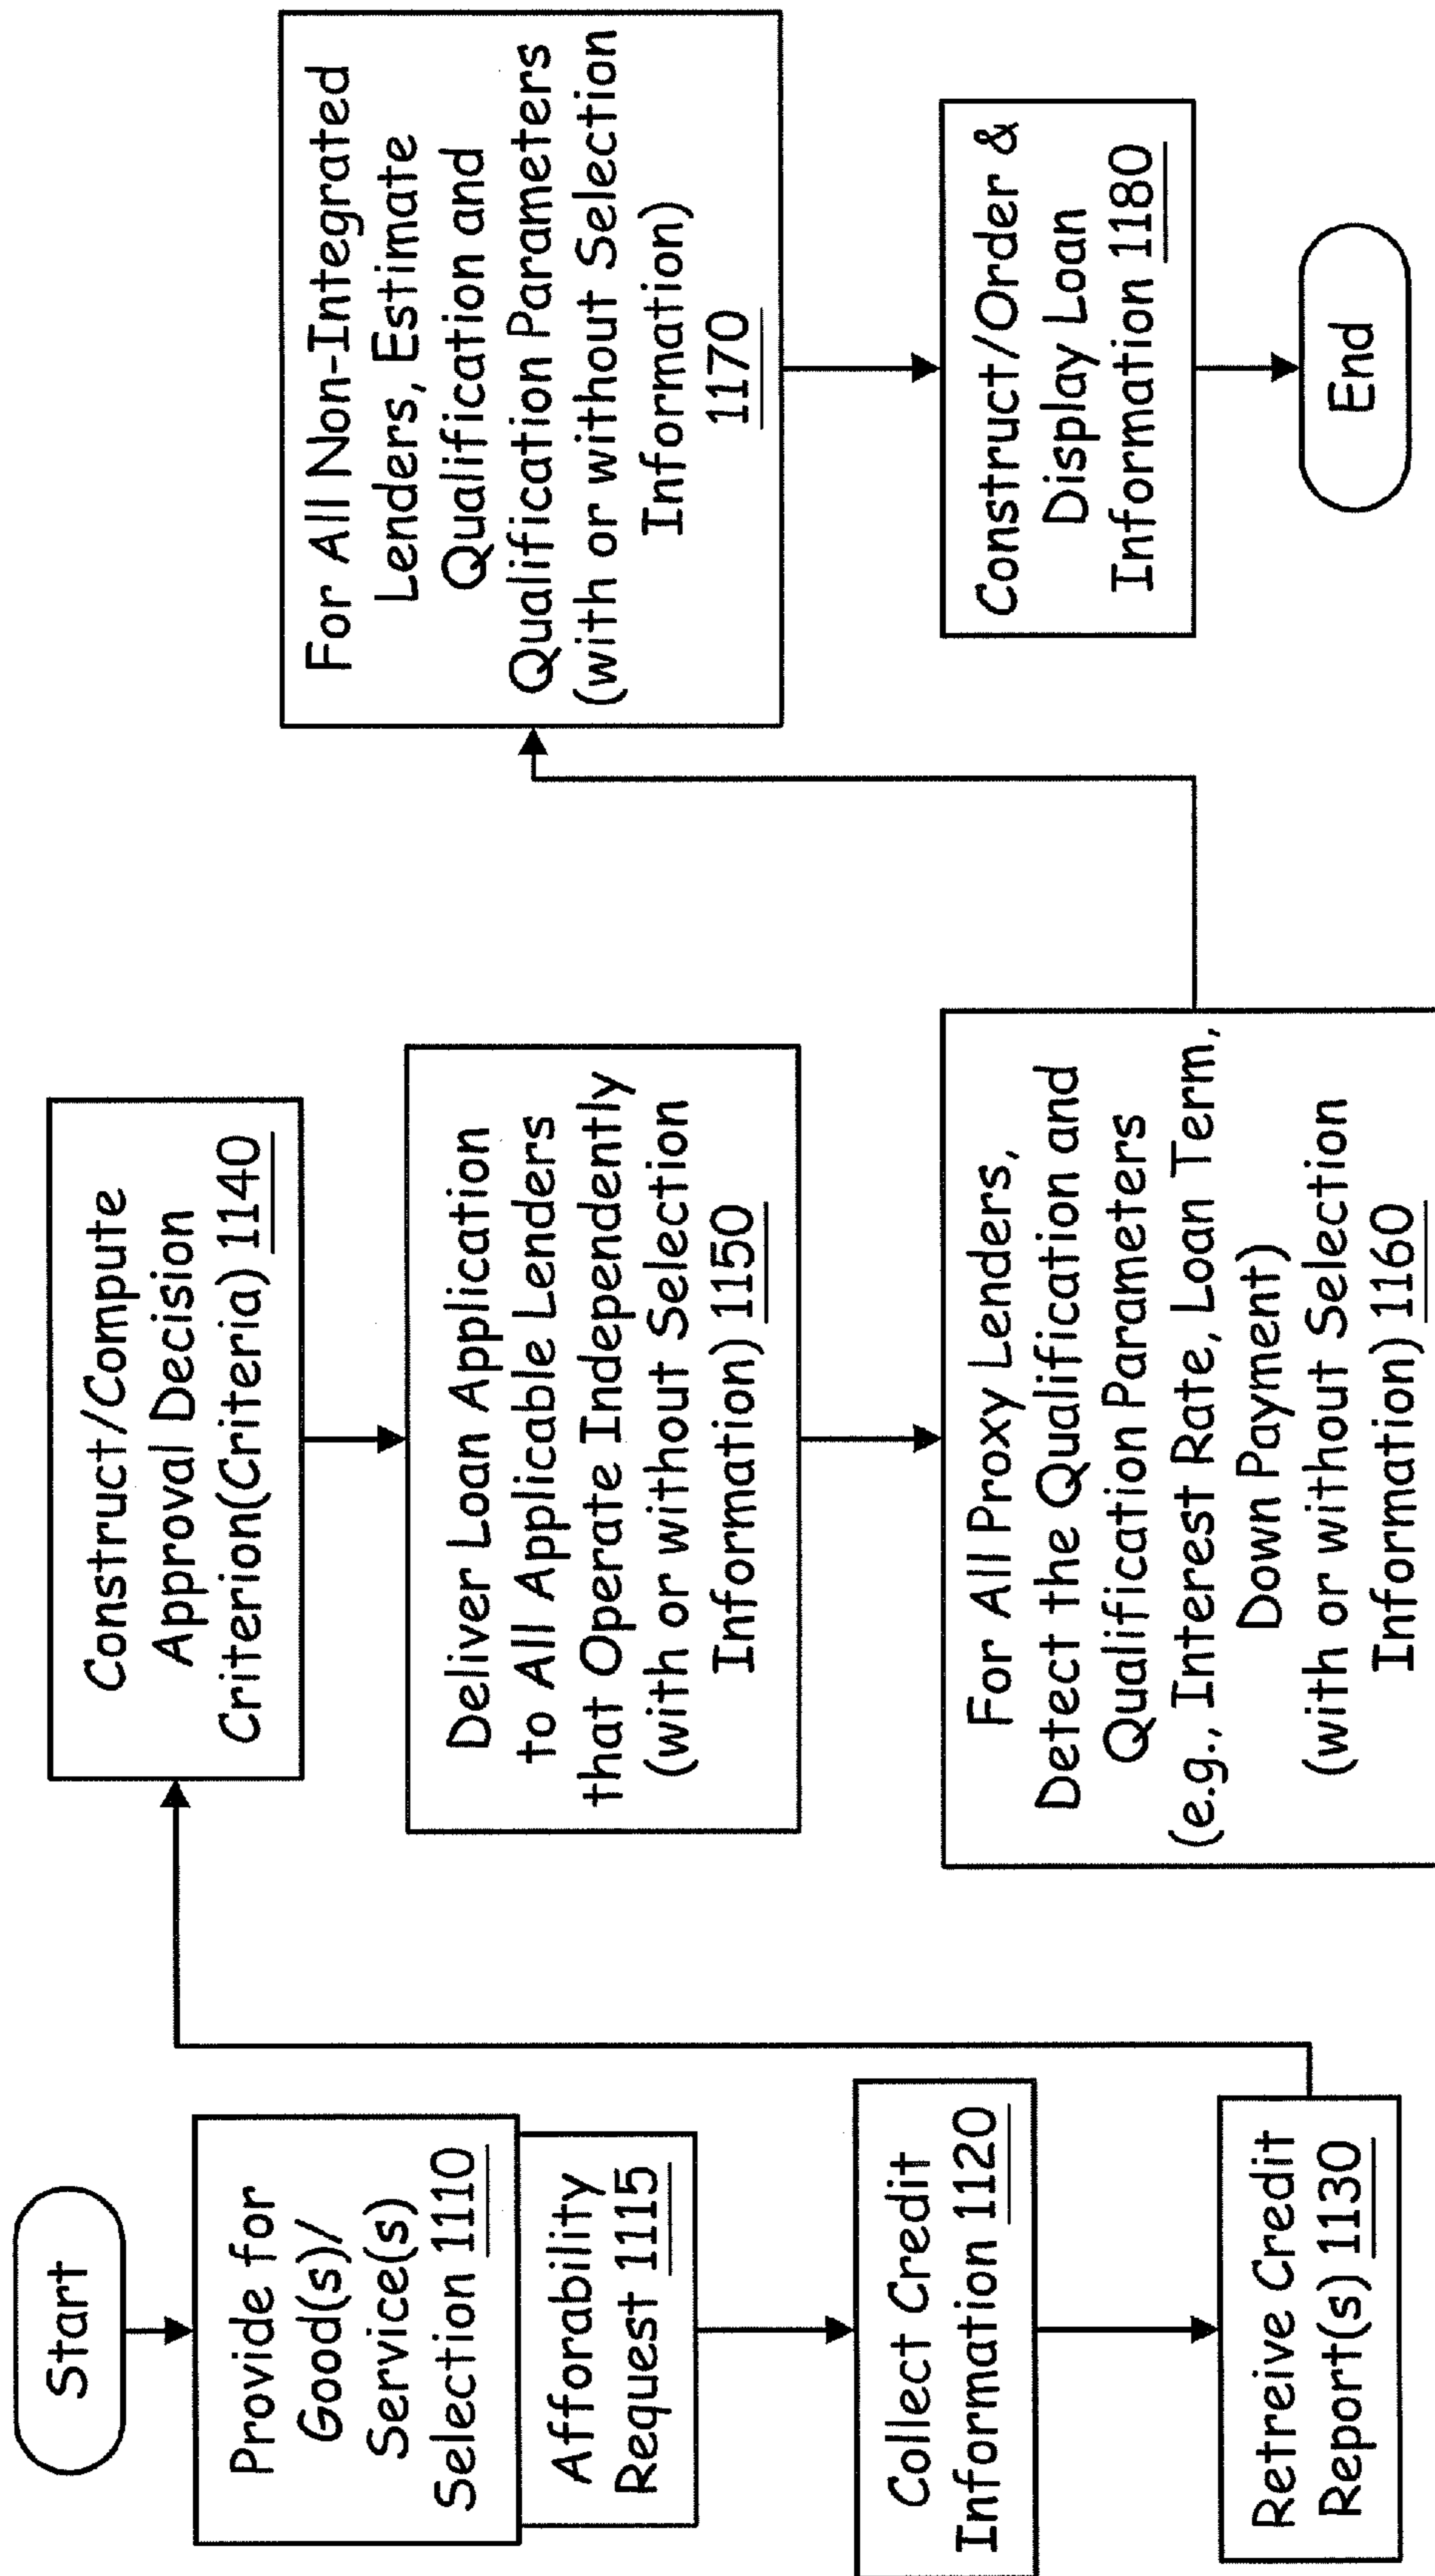 Start
Provide for
Good(s)/
Service(s)
Selection 1110
Afforability
Request 1115
Collect Credit
Information 1120
Retreive Credit
Report(s) 1130
Construct/Compute
Approval Decision
Criterion(Criteria) 1140
Deliver Loan Application
to All Applicable Lenders
that Operate Independently
(with or without Selection
Information) 1150
For All Proxy Lenders,
Detect the Qualification and
Qualification Parameters
(e.g., Interest Rate, Loan Term,
Down Payment)
(with or without Selection
Information) 1160
For All Non-Integrated
Lenders, Estimate
Qualification and
Qualification Parameters
(with or without Selection
Information)
1170
Construct/Order &
Display Loan
Information 1180
End